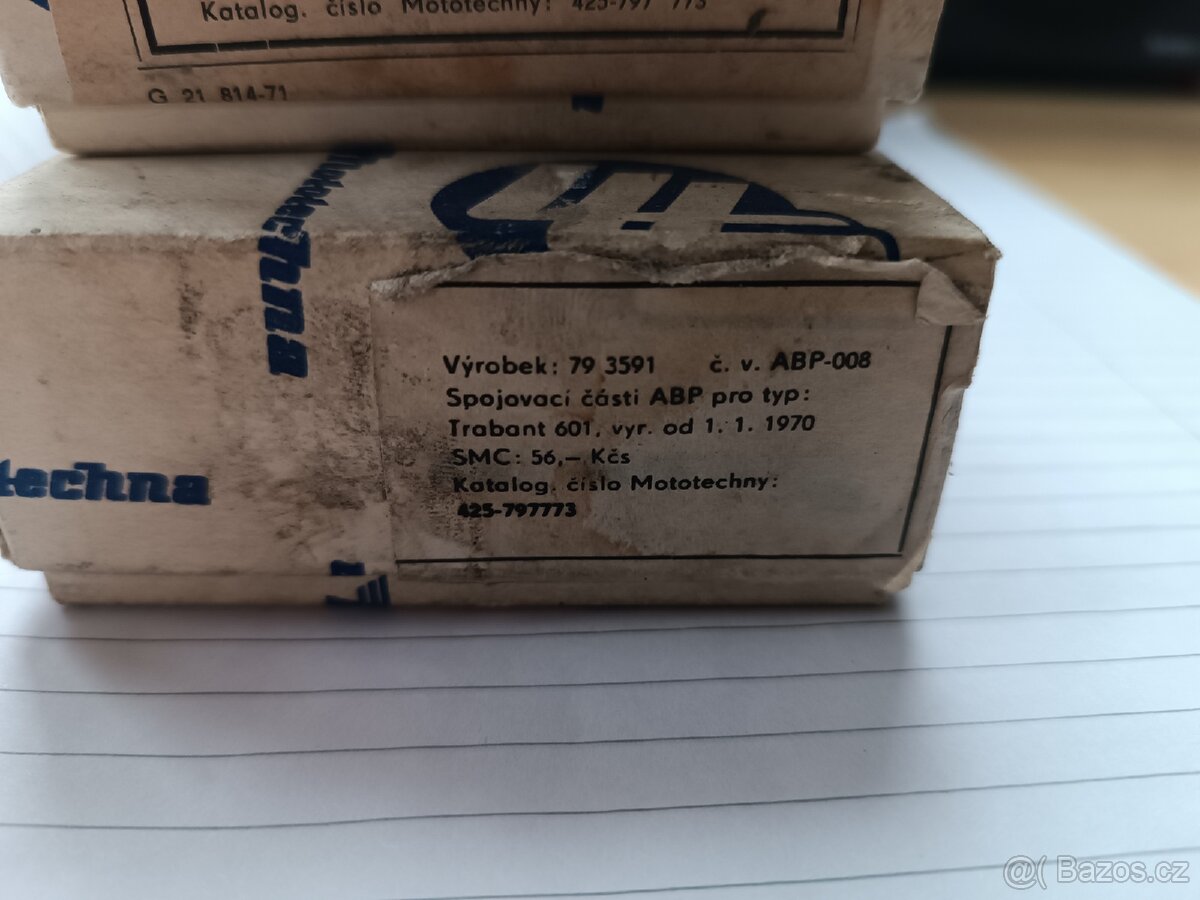 Katalog. číslo Mototechny: 425-797 773
G 21 814-71
Mototechna
Výrobek: 79 3591 č. v. ABP-008
Spojovací části ABP pro typ:
Trabant 601, vyr. od 1. 1. 1970
SMC: 56,– Kčs
Katalog. číslo Mototechny:
425-797773
techna
@( Bazos.cz